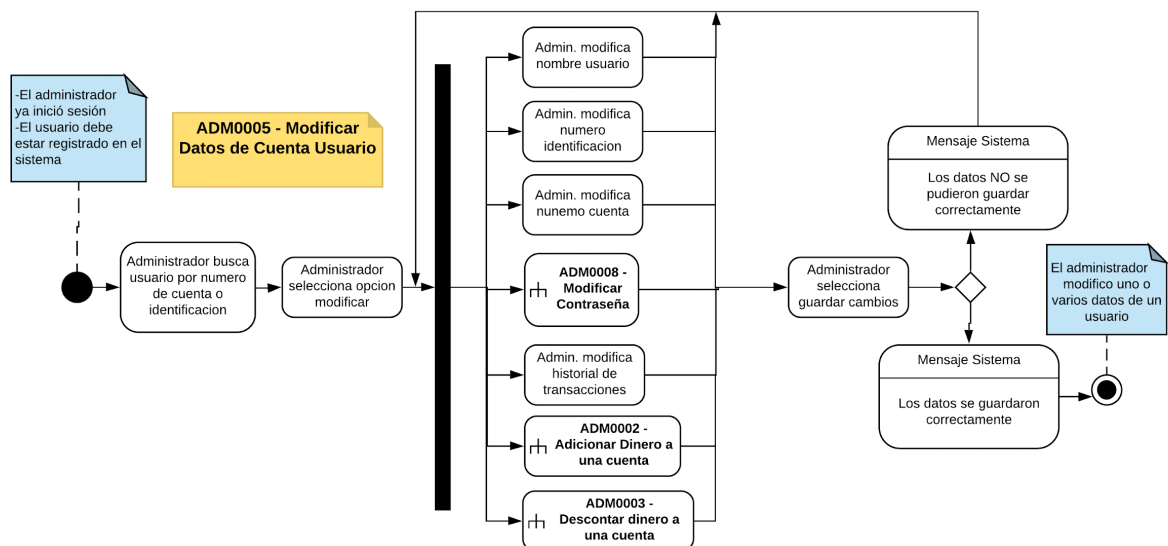 -El administrador
ya inició sesión
-El usuario debe
estar registrado en el
sistema
ADM0005 - Modificar
Datos de Cuenta Usuario
Administrador busca
usuario por numero
de cuenta o
identificacion
Administrador
selecciona opcion
modificar
Admin. modifica
nombre usuario
Admin. modifica
numero
identificacion
Admin. modifica
nunemo cuenta
ADM0008 -
Modificar
Contraseña
Admin. modifica
historial de
transacciones
ADM0002 -
Adicionar Dinero a
una cuenta
ADM0003 -
Descontar dinero a
una cuenta
Administrador
selecciona
guardar cambios
Mensaje Sistema
Los datos NO se
pudieron guardar
correctamente
Mensaje Sistema
Los datos se guardaron
correctamente
El administrador
modifico uno o
varios datos de un
usuario